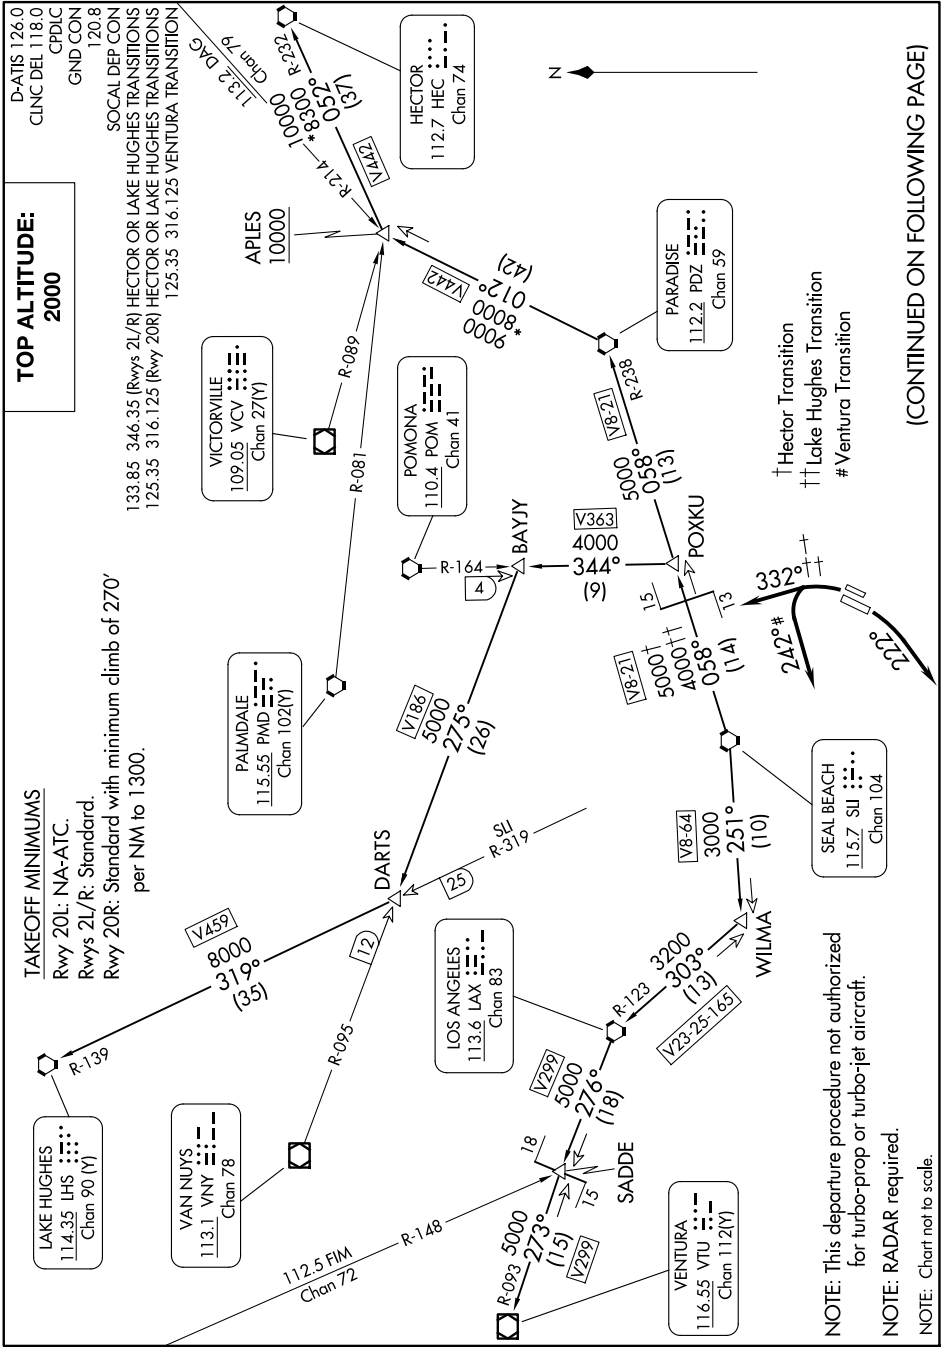 D-ATIS 126.0
CLNC DEL 118.0
CPDLC
GND CON
120.8
SOCAL DEP CON
133.85 346.35 (Rwys 2L/R) HECTOR OR LAKE HUGHES TRANSITIONS
125.35 316.125 (Rwy 20R) HECTOR OR LAKE HUGHES TRANSITIONS
125.35 316.125 VENTURA TRANSITION
TOP ALTITUDE:
2000
TAKEOFF MINIMUMS
Rwy 20L: NA-ATC.
Rwys 2L/R: Standard.
Rwy 20R: Standard with minimum climb of 270'
per NM to 1300.
LAKE HUGHES
114.35 LHS
Chan 90 (Y)
R-139
V459
8000
319°
(35)
VAN NUYS
113.1 VNY
Chan 78
R-095
12
DARTS
25
SLI
R-319
112.5 FIM
Chan 72
R-148
PALMDALE
115.55 PMD
Chan 102(Y)
R-081
VICTORVILLE
109.05 VCV
Chan 27(Y)
R-089
APLES
10000
113.2 DAG
Chan 79
R-214
10000
*8300
052°
(37)
R-232
V442
HECTOR
112.7 HEC
Chan 74
N
POMONA
110.4 POM
Chan 41
R-164
4
BAYJY
V186
5000
275°
(26)
V363
4000
344°
(9)
POXKU
9000
*8000
012°
(42)
V442
PARADISE
112.2 PDZ
Chan 59
R-238
V8-21
5000
058°
(13)
V8-21
5000†
4000††
058°
(14)
15
13
332°
††
†
242°#
222°
SEAL BEACH
115.7 SLI
Chan 104
V8-64
3000
251°
(10)
WILMA
3200
303°
(13)
V23-25-165
R-123
LOS ANGELES
113.6 LAX
Chan 83
V299
5000
276°
(18)
18
15
SADDE
5000
273°
(15)
V299
R-093
VENTURA
116.55 VTU
Chan 112(Y)
†Hector Transition
††Lake Hughes Transition
#Ventura Transition
NOTE: This departure procedure not authorized
for turbo-prop or turbo-jet aircraft.
NOTE: RADAR required.
NOTE: Chart not to scale.
(CONTINUED ON FOLLOWING PAGE)